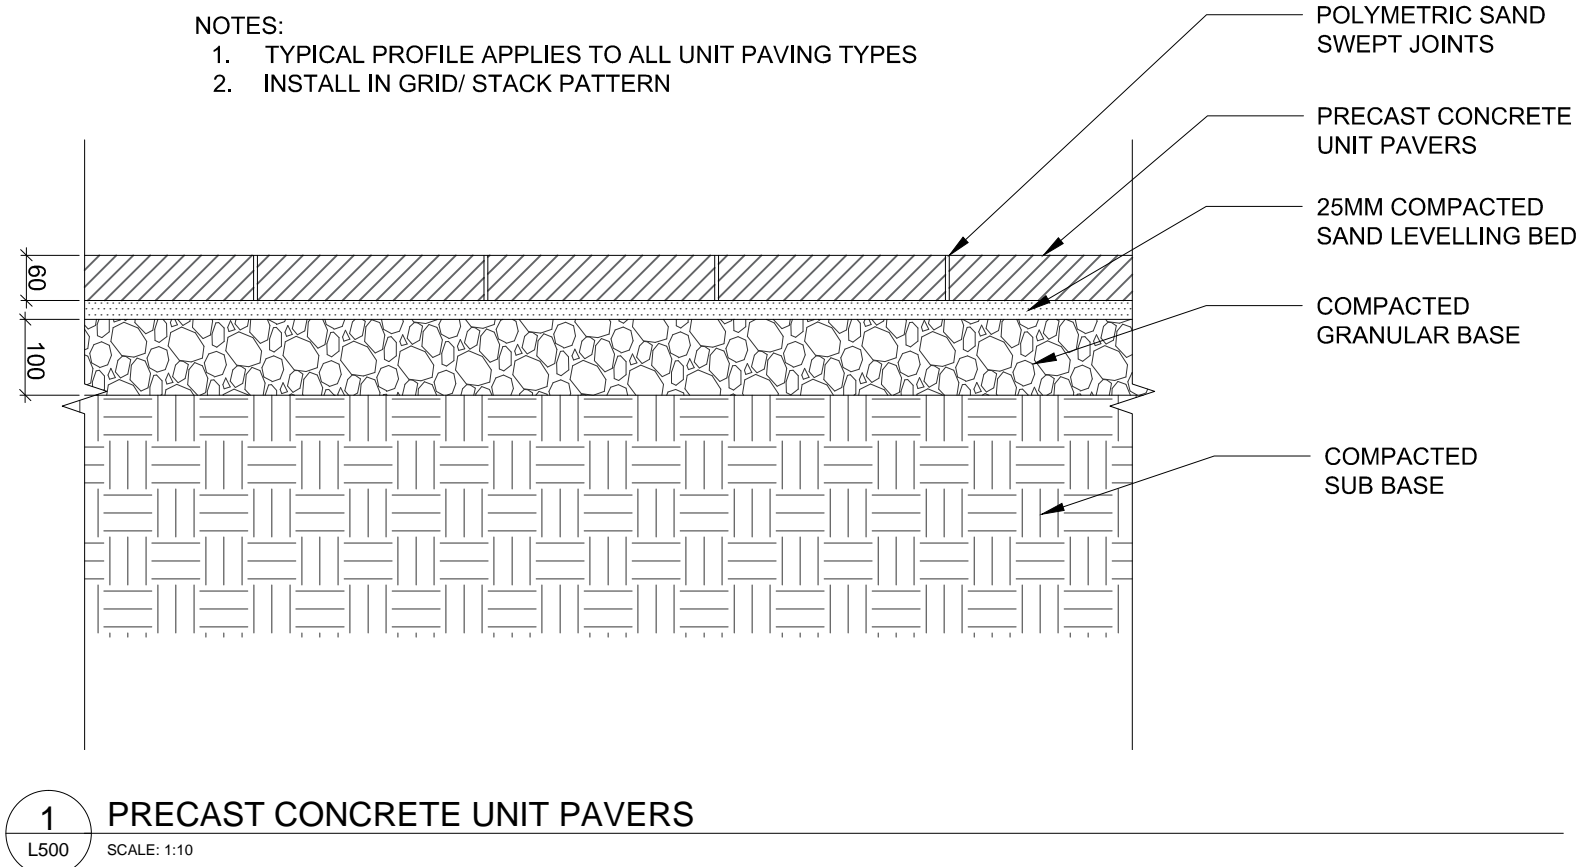 NOTES:
1. TYPICAL PROFILE APPLIES TO ALL UNIT PAVING TYPES
2. INSTALL IN GRID/ STACK PATTERN
POLYMETRIC SAND
SWEPT JOINTS
PRECAST CONCRETE
UNIT PAVERS
25MM COMPACTED
SAND LEVELLING BED
COMPACTED
GRANULAR BASE
COMPACTED
SUB BASE
60
100
1
L500
PRECAST CONCRETE UNIT PAVERS
SCALE: 1:10